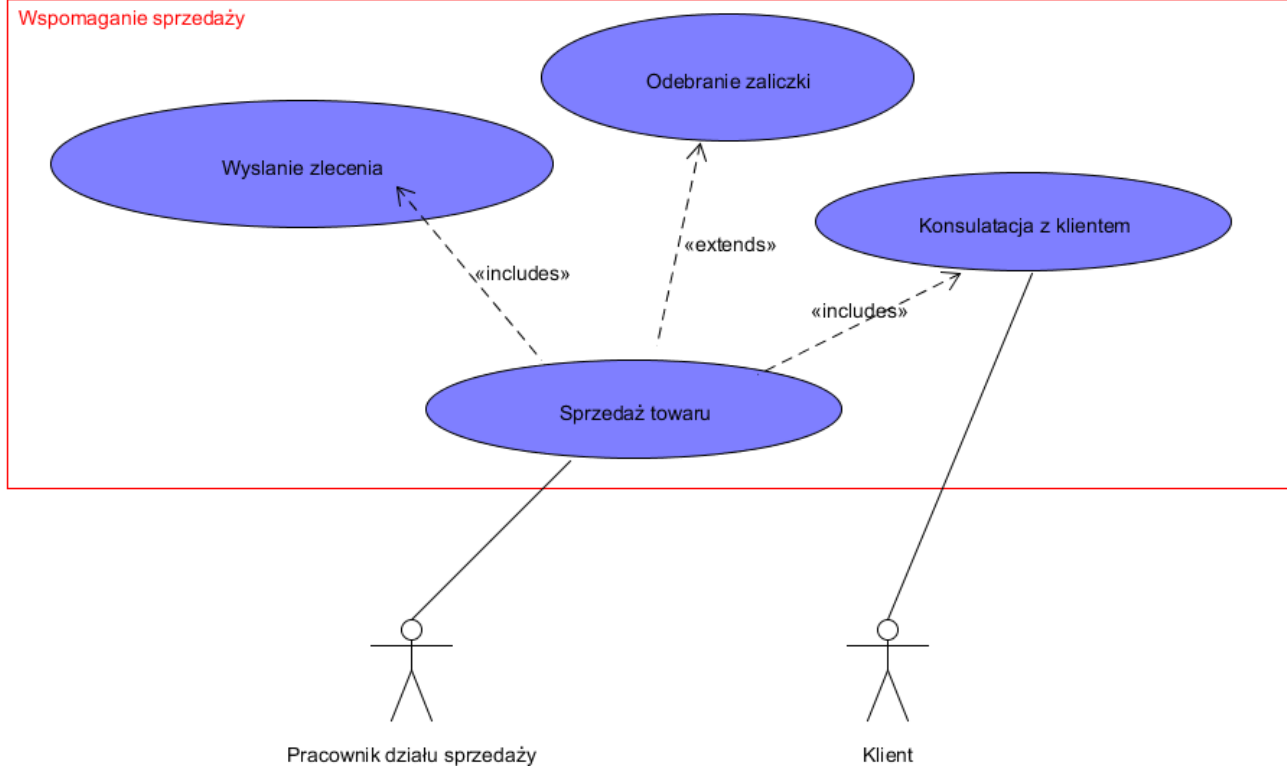 Wspomaganie sprzedaży
Odebranie zaliczki
Wyslanie zlecenia
Konsulatacja z klientem
«extends»
«includes»
«includes»
Sprzedaż towaru
Pracownik działu sprzedaży
Klient